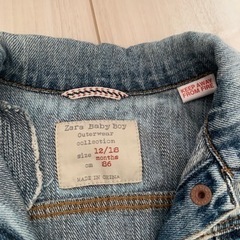 KEEP AWAY
FROM FIRE
Zara Baby Boy
Outerwear
collection
size 12/18
months
cm 86
MADE IN CHINA